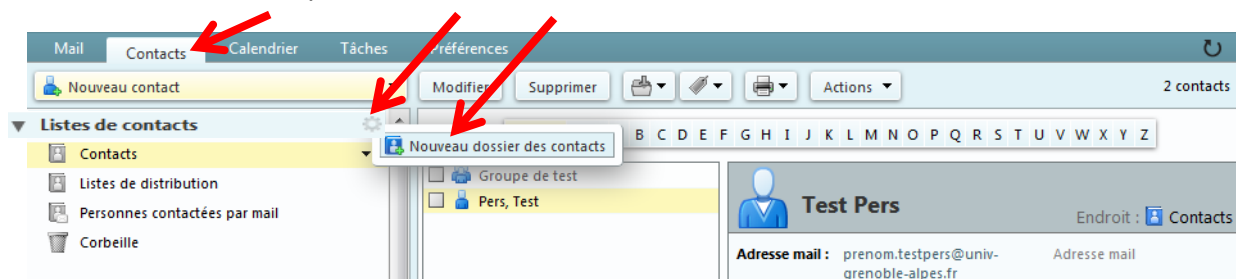 Mail Contacts Calendrier Tâches Préférences
Nouveau contact Modifier Supprimer Actions 2 contacts
Listes de contacts
B C D E F G H I J K L M N O P Q R S T U V W X Y Z
Nouveau dossier des contacts
Contacts
Groupe de test
Listes de distribution
Pers, Test
Test Pers
Personnes contactées par mail
Endroit : Contacts
Corbeille
Adresse mail : prenom.testpers@univ- Adresse mail
grenoble-alpes.fr